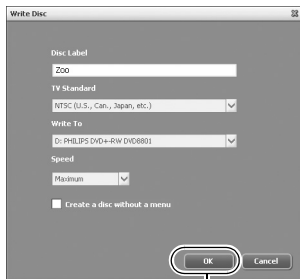 Write Disc
Disc Label
Zoo
TV Standard
NTSC (U.S., Can., Japan, etc.)
Write To
D: PHILIPS DVD+-RW DVD8801
Speed
Maximum
Create a disc without a menu
OK Cancel